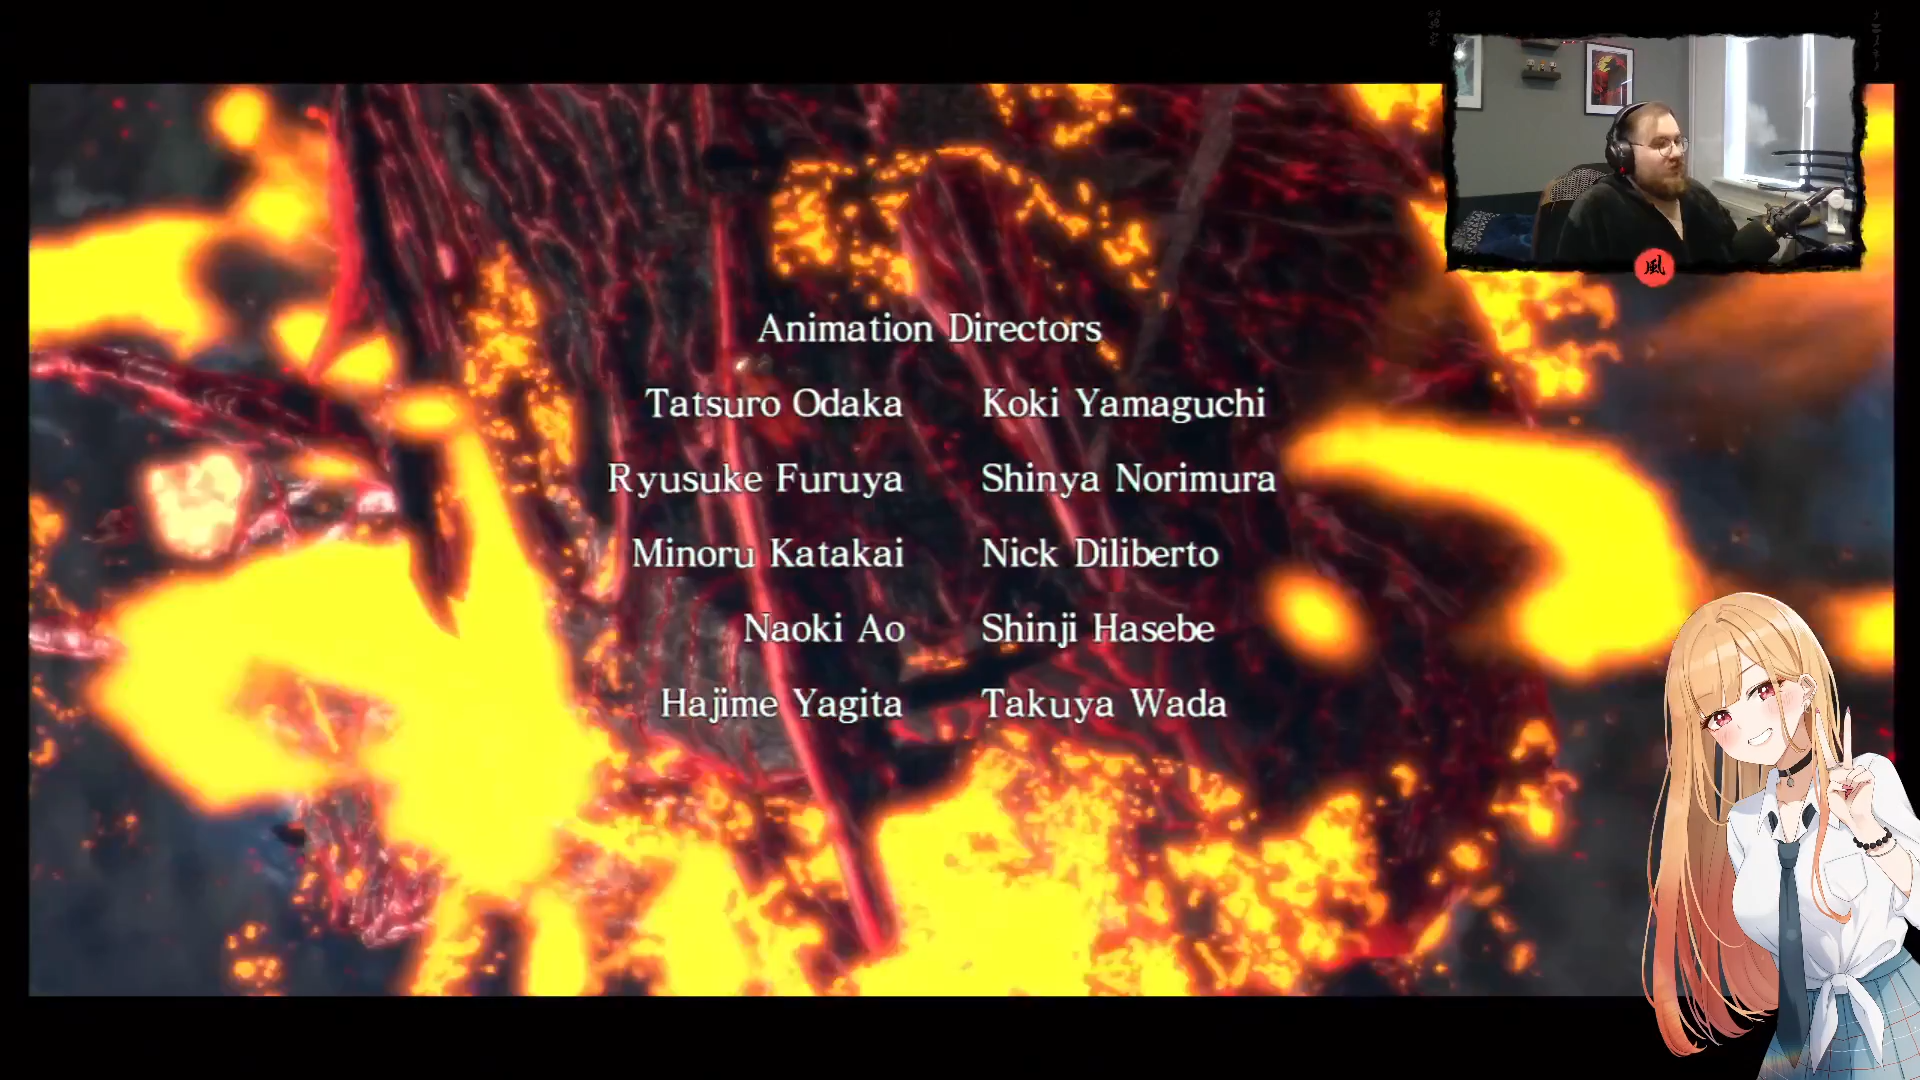 Animation Directors
Tatsuro Odaka Koki Yamaguchi
Ryusuke Furuya Shinya Norimura
Minoru Katakai Nick Diliberto
Naoki Ao Shinji Hasebe
Hajime Yagita Takuya Wada
風